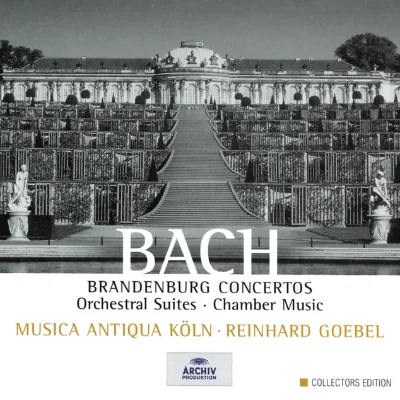 BACH
BRANDENBURG CONCERTOS
Orchestral Suites · Chamber Music
MUSICA ANTIQUA KÖLN · REINHARD GOEBEL
ARCHIV
PRODUKTION
COLLECTORS EDITION